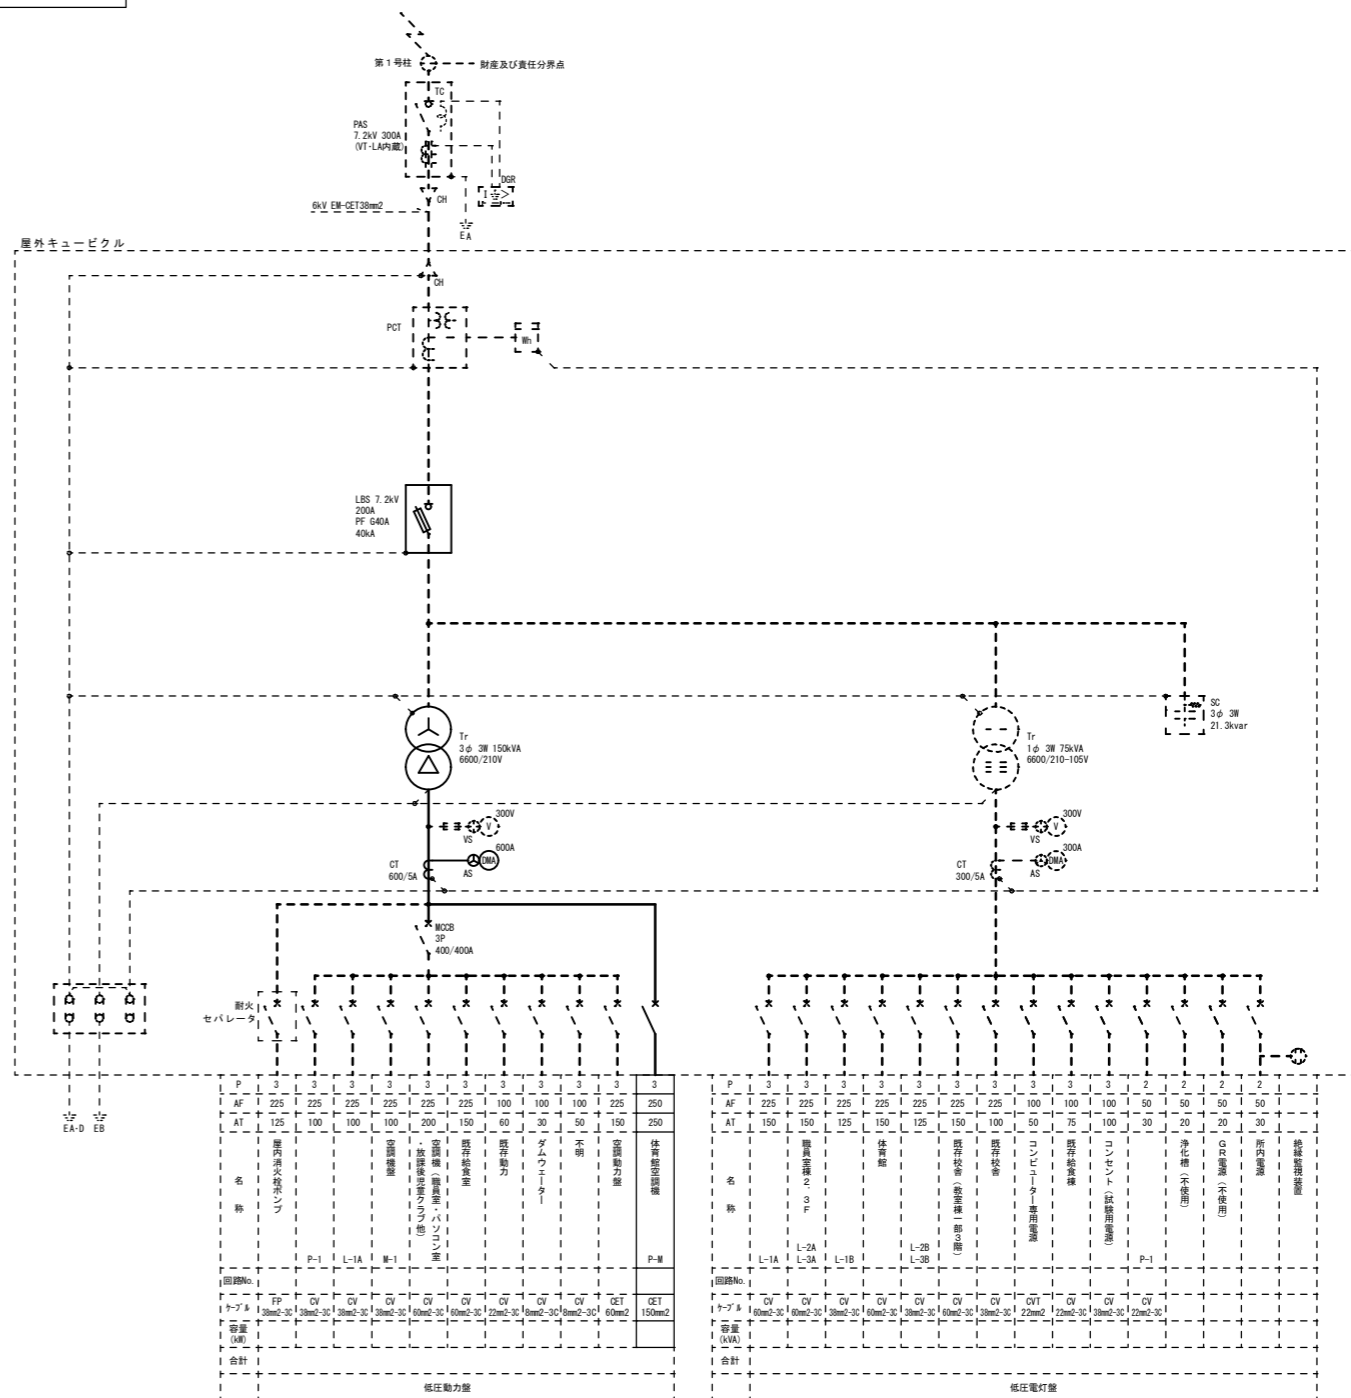 第1号柱
財産及び責任分界点
TC
PAS
7.2kV 300A
(VT-LA内蔵)
DGR
I >
CH
6kV EM-CET38mm2
EA
屋外キュービクル
CH
PCT
Wh
LBS 7.2kV
200A
PF G40A
40kA
SC
3φ 3W
21.3kvar
Tr
3φ 3W 150kVA
6600/210V
Tr
1φ 3W 75kVA
6600/210-105V
300V
V
VS
600A
DMA
AS
CT
600/5A
300V
V
VS
300A
DMA
AS
CT
300/5A
MCCB
3P
400/400A
耐火
セパレータ
EA-D EB
P 3 3 3 3 3 3 3 3 3 3 3
AF 225 225 225 225 225 225 100 100 100 225 250
AT 125 100 100 100 200 150 60 30 50 150 250
名称
屋内消火栓ポンプ
P-1
L-1A
空調機盤
M-1
空調機（職員室・パソコン室
・放課後児童クラブ他）
既存給食室
既存動力
ダムウェーター
不明
空調動力盤
体育館空調機
P-M
回路No.
ケーブル FP CV CV CV CV CV CV CV CV CET CET
38mm2-3C 38mm2-3C 38mm2-3C 38mm2-3C 60mm2-3C 60mm2-3C 22mm2-3C 8mm2-3C 8mm2-3C 60mm2 150mm2
容量
(kW)
合計
低圧動力盤
P 3 3 3 3 3 3 3 3 3 3 2 2 2 2
AF 225 225 225 225 225 225 225 100 100 100 50 50 50 50
AT 150 150 125 150 125 150 100 50 75 100 30 20 20 30
名称
L-1A
職員室棟2．3F
L-2A
L-3A
L-1B
体育館
L-2B
L-3B
既存校舎（教室棟一部3階）
既存校舎
コンピューター専用電源
既存給食棟
コンセント（試験用電源）
P-1
浄化槽（不使用）
GR電源（不使用）
所内電源
絶縁監視装置
回路No.
ケーブル CV CV CV CV CV CV CV CVT CV CV CV
60mm2-3C 60mm2-3C 38mm2-3C 60mm2-3C 38mm2-3C 60mm2-3C 38mm2-3C 22mm2 22mm2-3C 38mm2-3C 22mm2-3C
容量
(kVA)
合計
低圧電灯盤